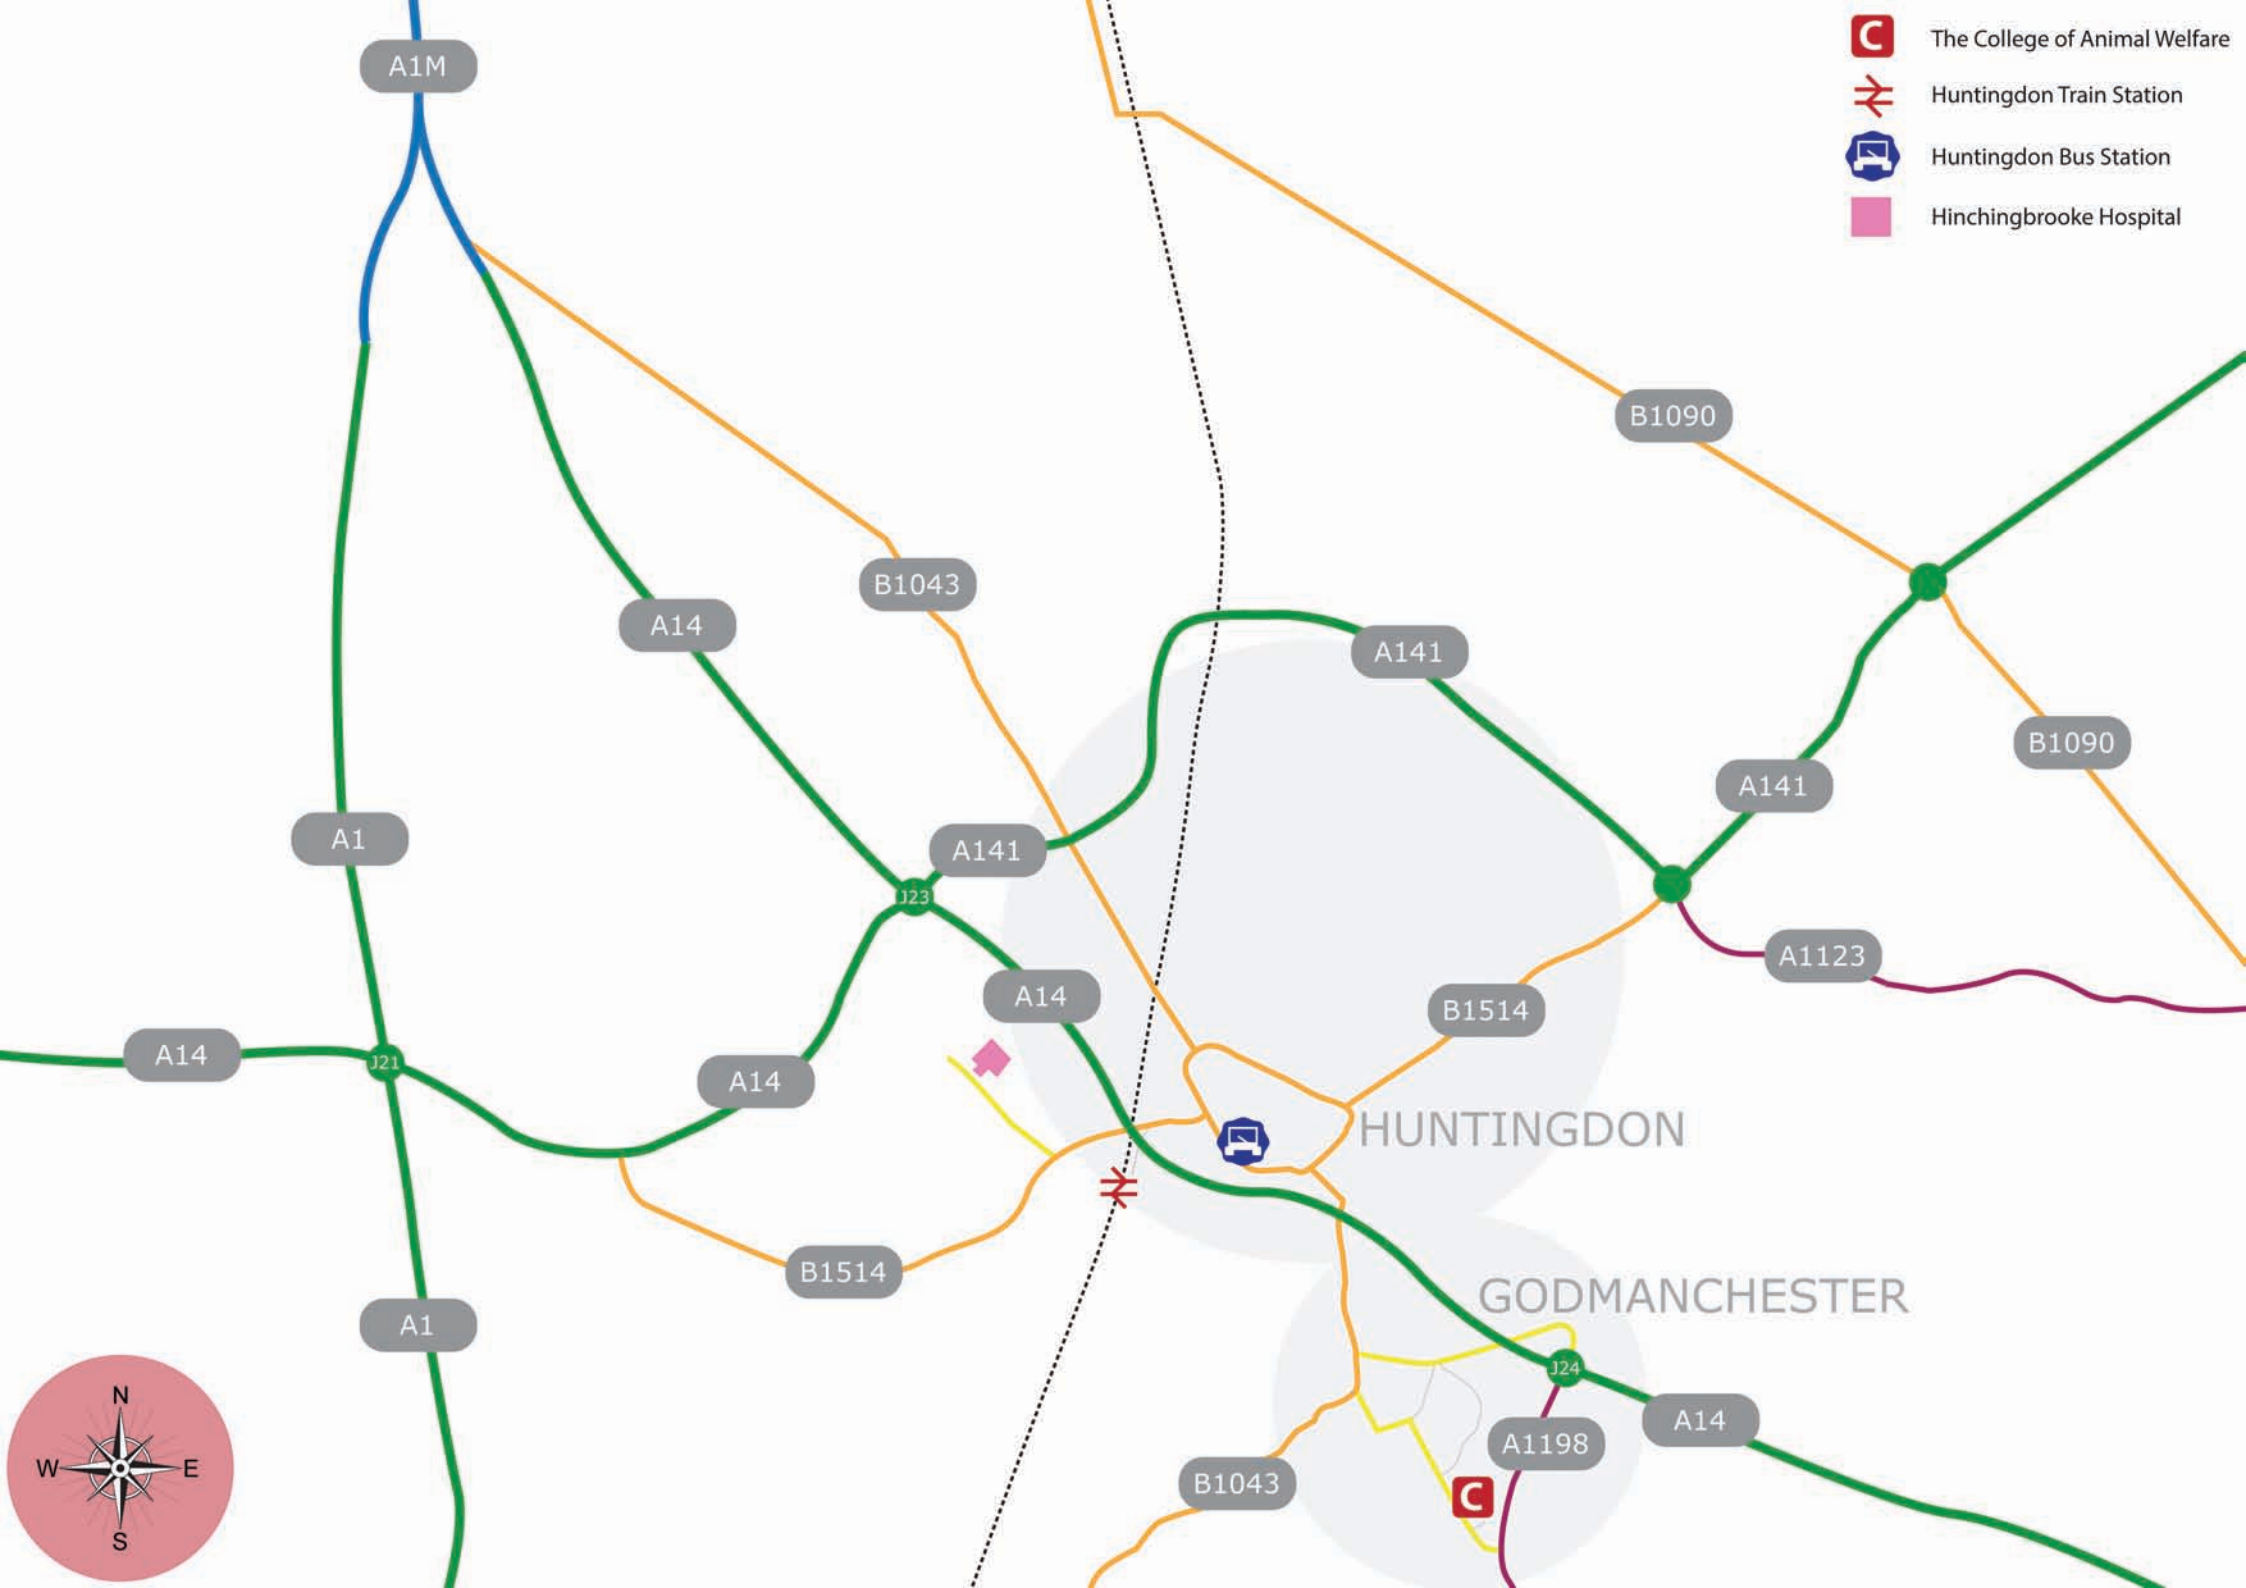 A1M
C The College of Animal Welfare
Huntingdon Train Station
Huntingdon Bus Station
Hinchingbrooke Hospital
B1090
B1043
A14
A141
B1090
A141
A1
A141
J23
A1123
A14
B1514
A14
J21
A14
HUNTINGDON
B1514
GODMANCHESTER
A1
J24
A14
A1198
B1043
C
N
W E
S